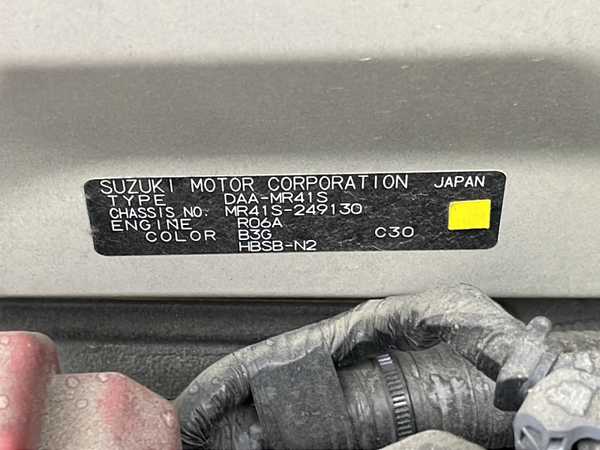 SUZUKI MOTOR CORPORATION JAPAN
TYPE DAA-MR41S
CHASSIS NO. MR41S-249130
ENGINE R06A
COLOR B3G C30
HBSB-N2